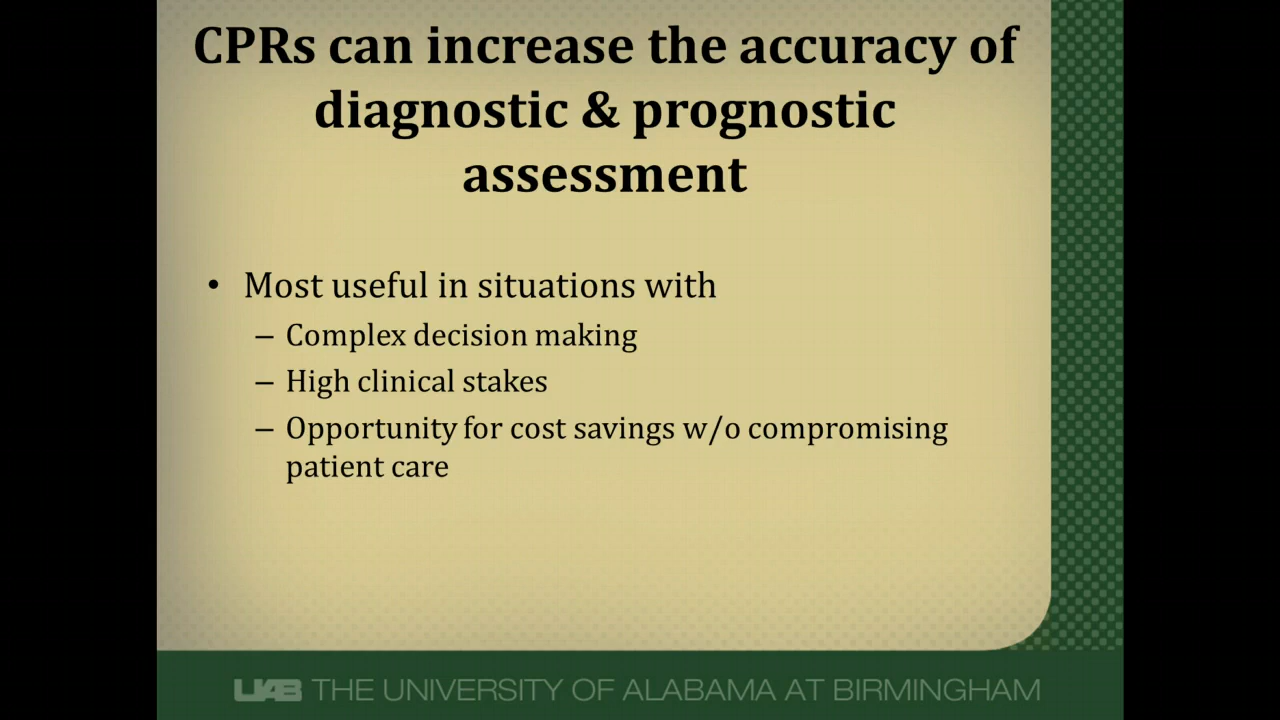 CPRs can increase the accuracy of
diagnostic & prognostic
assessment
• Most useful in situations with
– Complex decision making
– High clinical stakes
– Opportunity for cost savings w/o compromising
patient care
UAB THE UNIVERSITY OF ALABAMA AT BIRMINGHAM